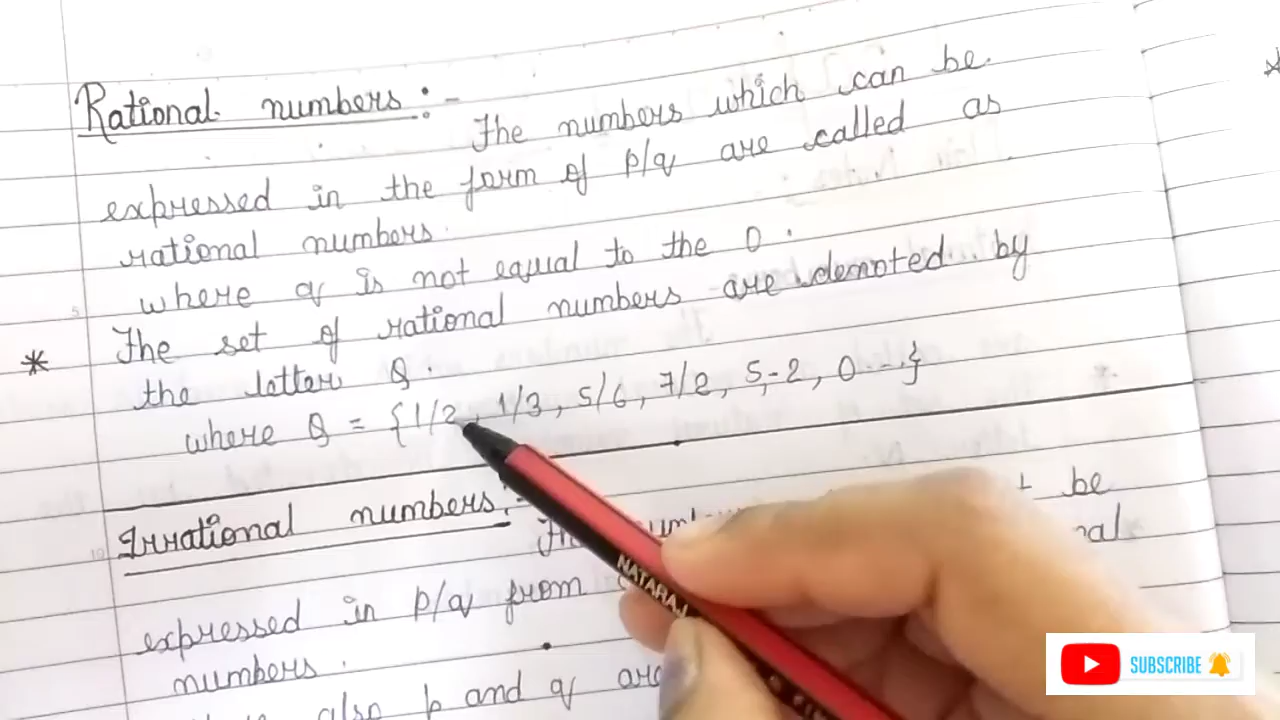 Rational numbers :-
The numbers which can be
expressed in the form of p/q are called as
rational numbers.
where q is not equal to the 0.
* The set of rational numbers are denoted by
the letter Q.
where Q = {1/2, 1/3, 5/6, 7/2, 5,-2, 0...}
Irrational numbers :-
be
expressed in p/q from
numbers.
also p and q are
NATARAJ
SUBSCRIBE